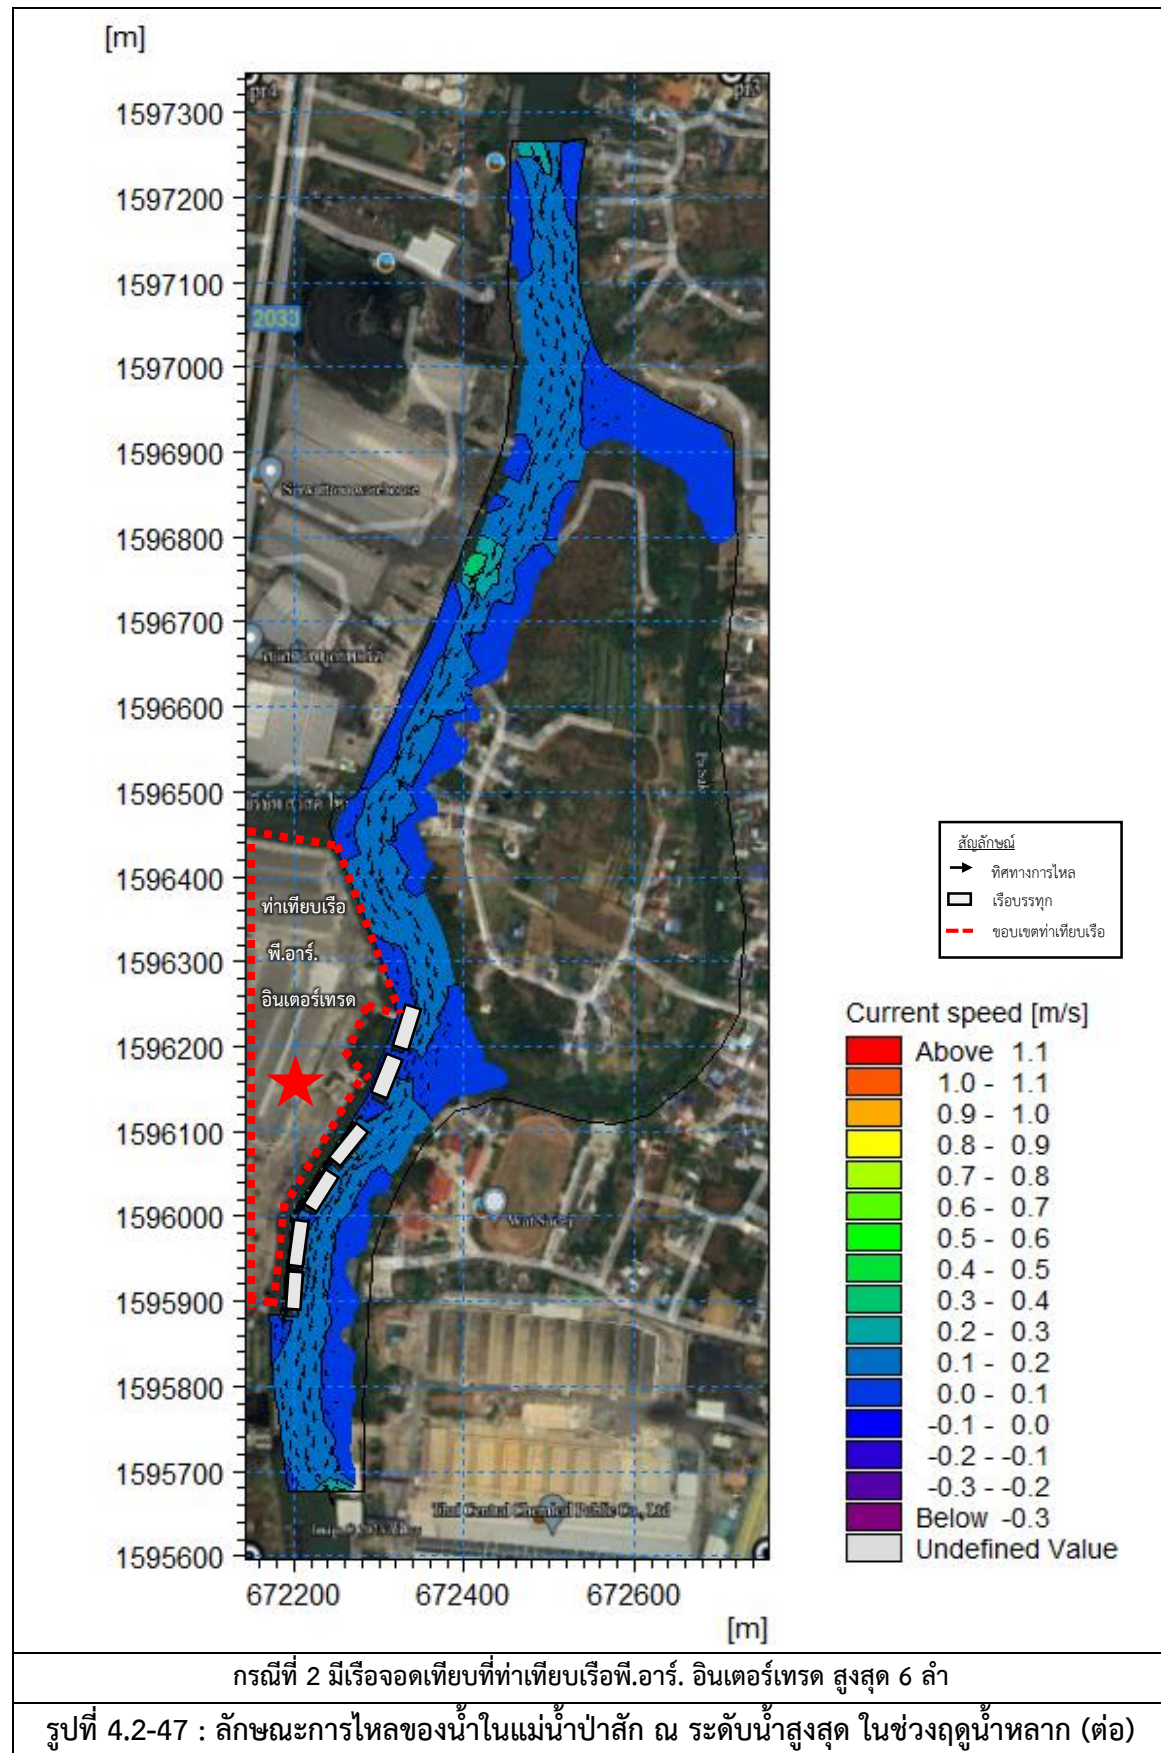 [m]
1597300
1597200
1597100
1597000
1596900
1596800
1596700
1596600
1596500
1596400
1596300
1596200
1596100
1596000
1595900
1595800
1595700
1595600
672200 672400 672600
[m]
pr4
pr3
2033
warehouse
ท่าเทียบเรือ
พี.อาร์.
อินเตอร์เทรด
Thai Central Chemical Public Co., Ltd
สัญลักษณ์
ทิศทางการไหล
เรือบรรทุก
ขอบเขตท่าเทียบเรือ
Current speed [m/s]
Above 1.1
1.0 - 1.1
0.9 - 1.0
0.8 - 0.9
0.7 - 0.8
0.6 - 0.7
0.5 - 0.6
0.4 - 0.5
0.3 - 0.4
0.2 - 0.3
0.1 - 0.2
0.0 - 0.1
-0.1 - 0.0
-0.2 - -0.1
-0.3 - -0.2
Below -0.3
Undefined Value
กรณีที่ 2 มีเรือจอดเทียบที่ท่าเทียบเรือพี.อาร์. อินเตอร์เทรด สูงสุด 6 ลำ
รูปที่ 4.2-47 : ลักษณะการไหลของน้ำในแม่น้ำป่าสัก ณ ระดับน้ำสูงสุด ในช่วงฤดูน้ำหลาก (ต่อ)